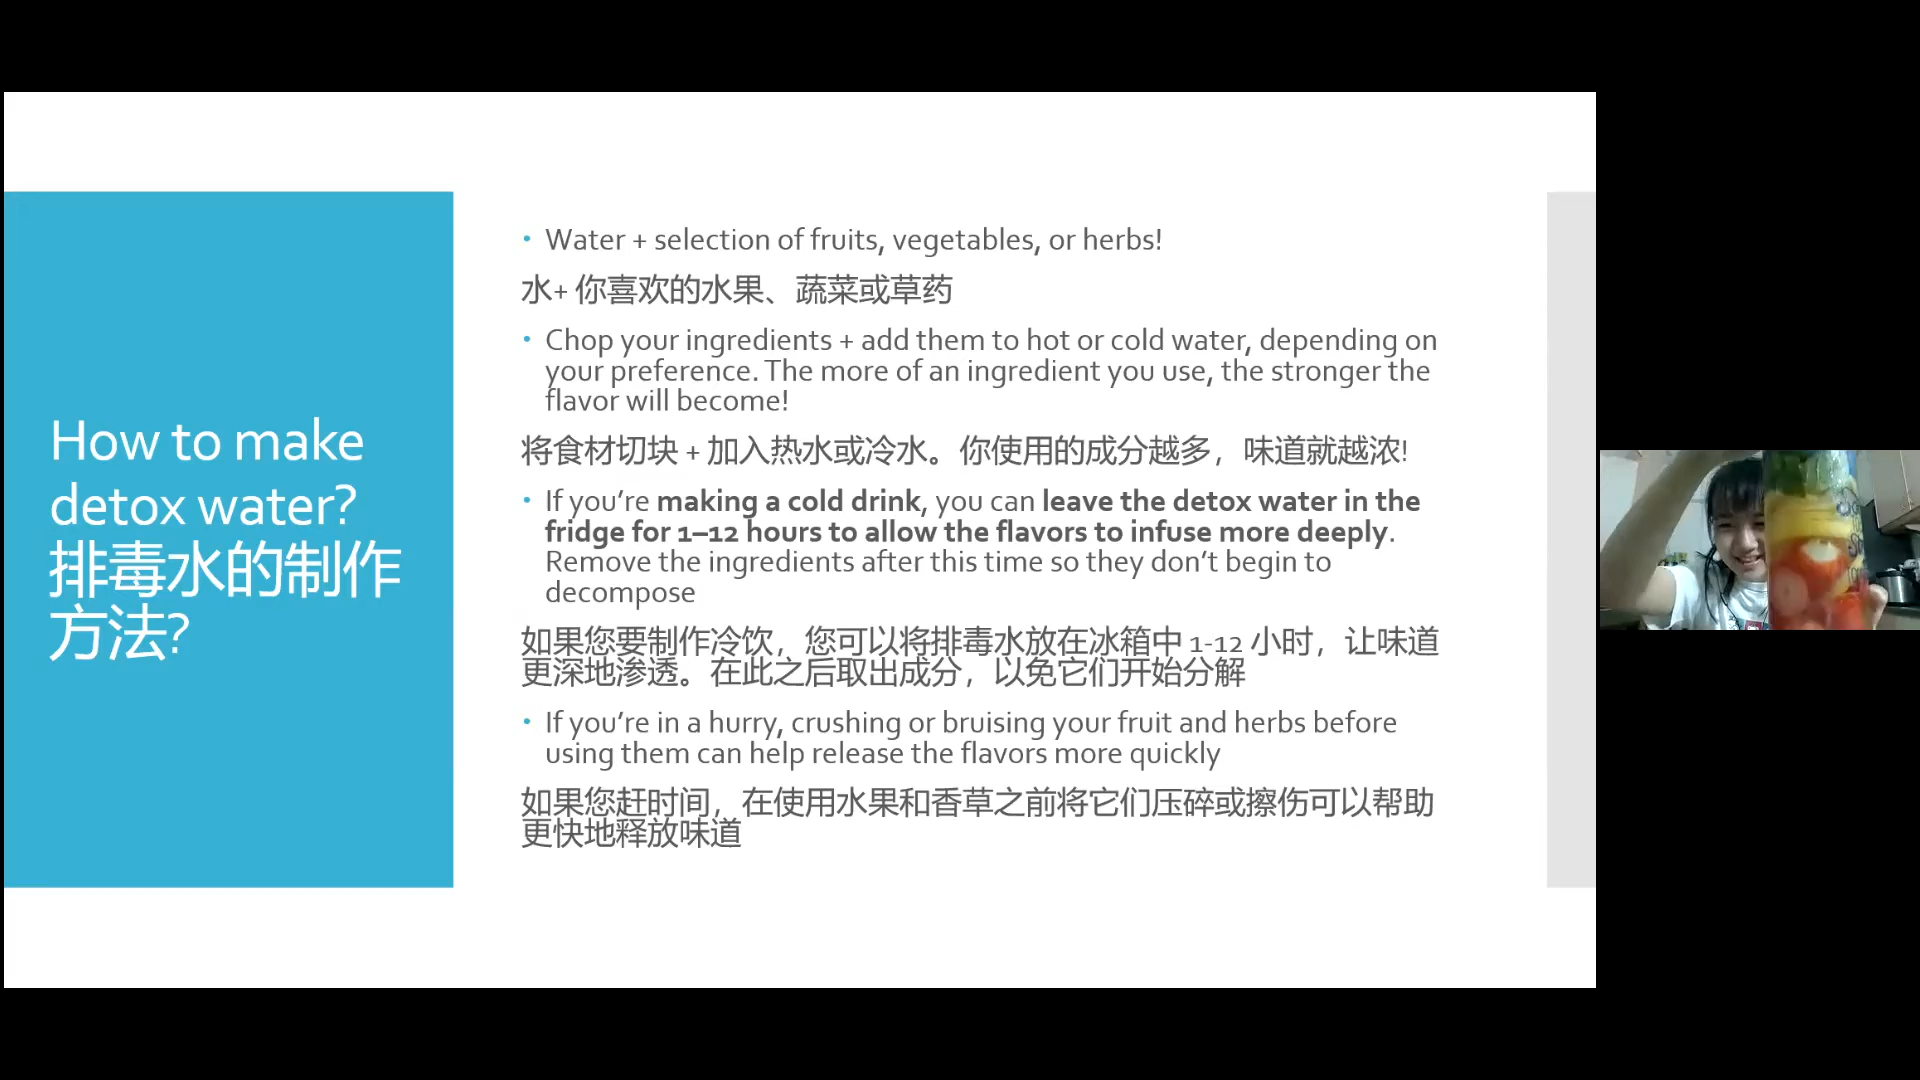 How to make
detox water?
排毒水的制作
方法?
Water + selection of fruits, vegetables, or herbs!
水+ 你喜欢的水果、蔬菜或草药
Chop your ingredients + add them to hot or cold water, depending on
your preference. The more of an ingredient you use, the stronger the
flavor will become!
将食材切块 + 加入热水或冷水。你使用的成分越多，味道就越浓!
If you’re making a cold drink, you can leave the detox water in the
fridge for 1–12 hours to allow the flavors to infuse more deeply.
Remove the ingredients after this time so they don’t begin to
decompose
如果您要制作冷饮，您可以将排毒水放在冰箱中 1-12 小时，让味道
更深地渗透。在此之后取出成分，以免它们开始分解
If you’re in a hurry, crushing or bruising your fruit and herbs before
using them can help release the flavors more quickly
如果您赶时间，在使用水果和香草之前将它们压碎或擦伤可以帮助
更快地释放味道